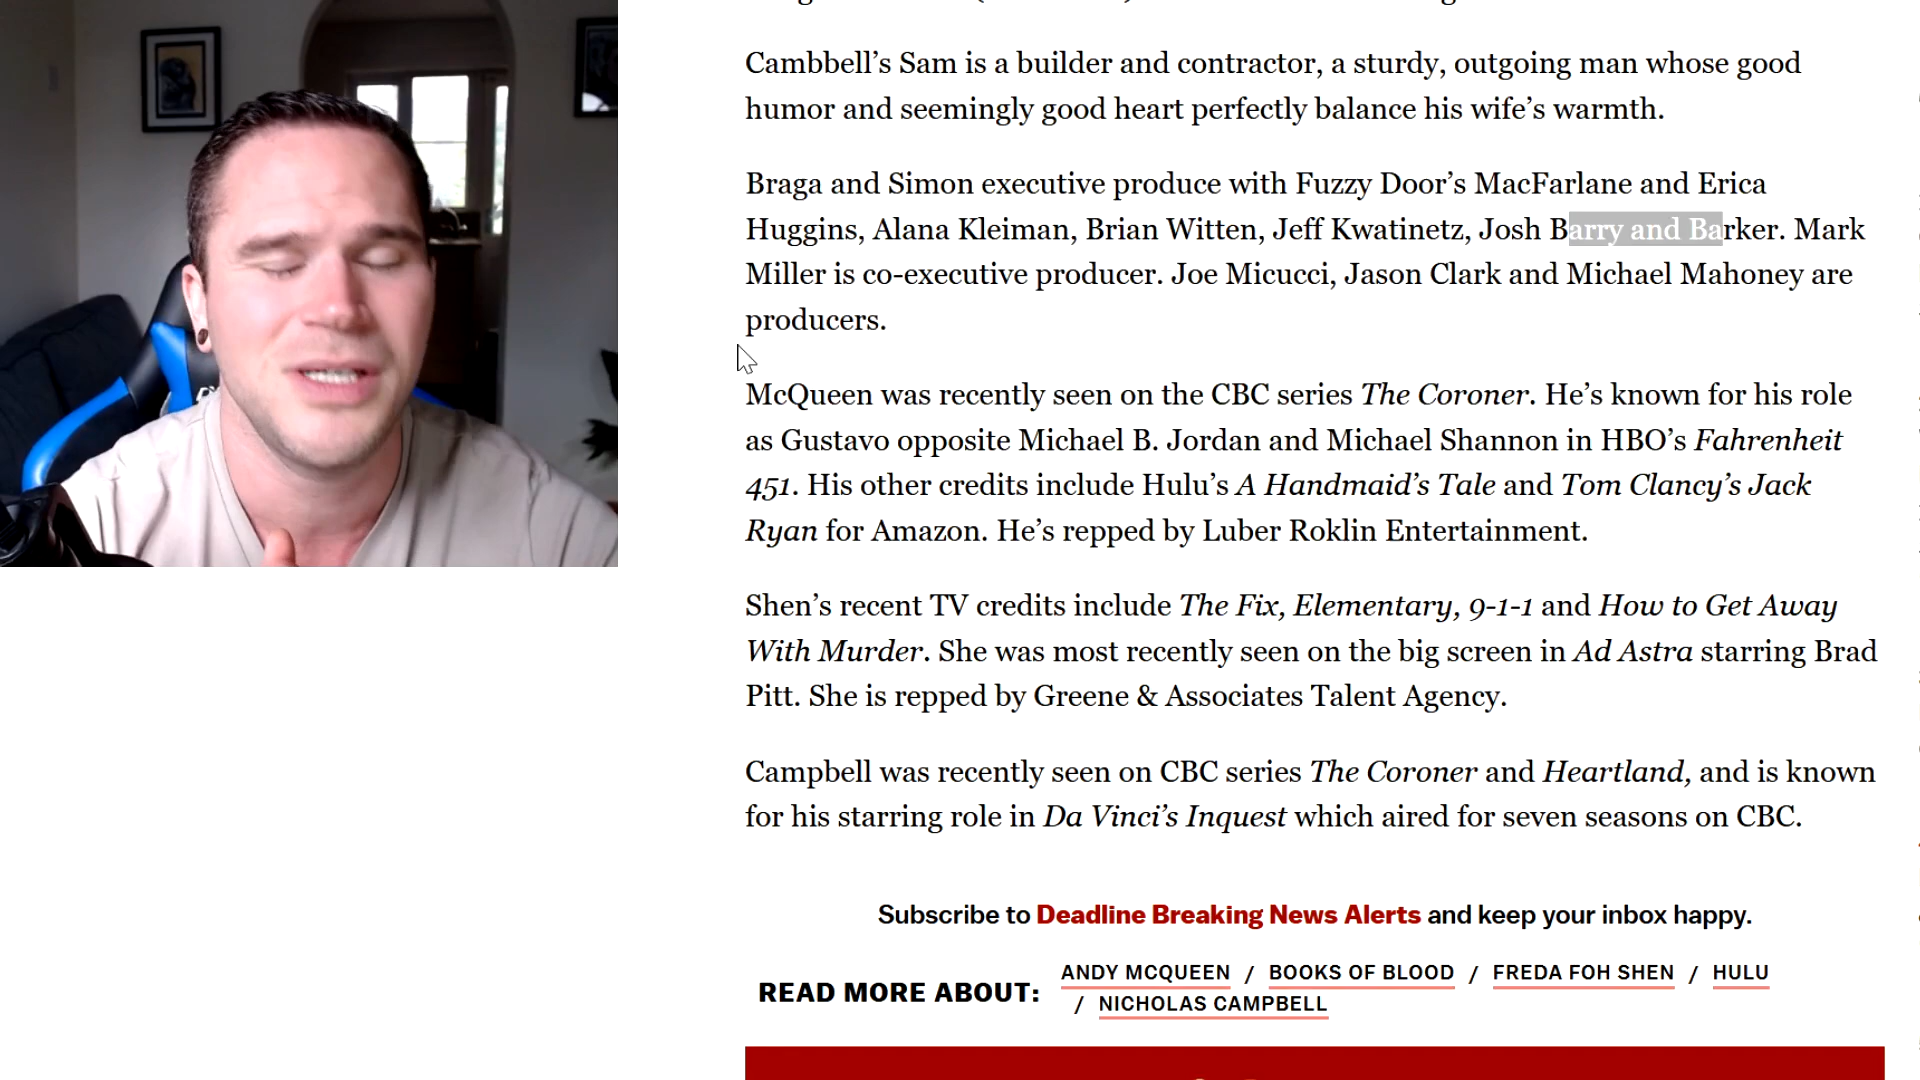 Cambbell’s Sam is a builder and contractor, a sturdy, outgoing man whose good
humor and seemingly good heart perfectly balance his wife’s warmth.
Braga and Simon executive produce with Fuzzy Door’s MacFarlane and Erica
Huggins, Alana Kleiman, Brian Witten, Jeff Kwatinetz, Josh Barry and Barker. Mark
Miller is co-executive producer. Joe Micucci, Jason Clark and Michael Mahoney are
producers.
McQueen was recently seen on the CBC series The Coroner. He’s known for his role
as Gustavo opposite Michael B. Jordan and Michael Shannon in HBO’s Fahrenheit
451. His other credits include Hulu’s A Handmaid’s Tale and Tom Clancy’s Jack
Ryan for Amazon. He’s repped by Luber Roklin Entertainment.
Shen’s recent TV credits include The Fix, Elementary, 9-1-1 and How to Get Away
With Murder. She was most recently seen on the big screen in Ad Astra starring Brad
Pitt. She is repped by Greene & Associates Talent Agency.
Campbell was recently seen on CBC series The Coroner and Heartland, and is known
for his starring role in Da Vinci’s Inquest which aired for seven seasons on CBC.
Subscribe to Deadline Breaking News Alerts and keep your inbox happy.
READ MORE ABOUT: ANDY MCQUEEN / BOOKS OF BLOOD / FREDA FOH SHEN / HULU
/ NICHOLAS CAMPBELL